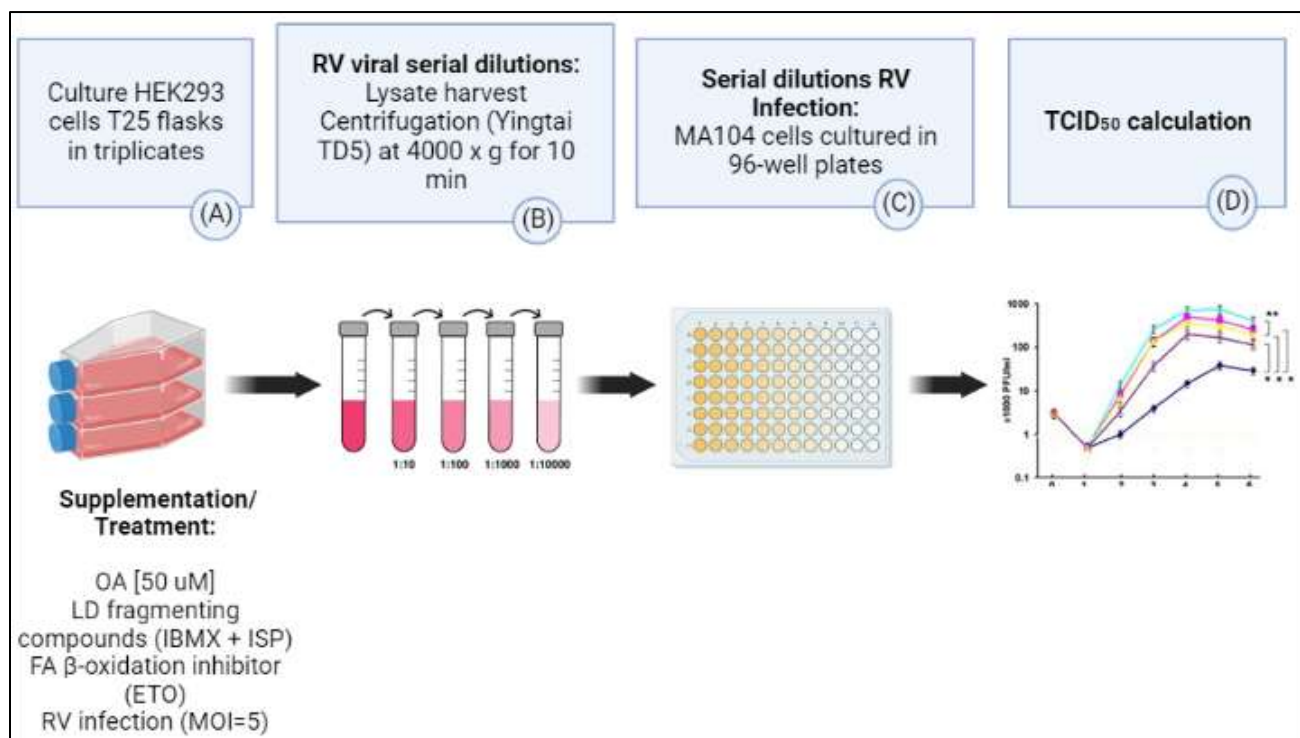 Culture HEK293
cells T25 flasks
in triplicates
(A)
RV viral serial dilutions:
Lysate harvest
Centrifugation (Yingtai
TD5) at 4000 x g for 10
min
(B)
Serial dilutions RV
Infection:
MA104 cells cultured in
96-well plates
(C)
TCID50 calculation
(D)
1:10 1:100 1:1000 1:10000
1000
100
10
1
0.1
x1000 PFU/ml
**
* * *
Supplementation/
Treatment:
OA [50 uM]
LD fragmenting
compounds (IBMX + ISP)
FA β-oxidation inhibitor
(ETO)
RV infection (MOI=5)